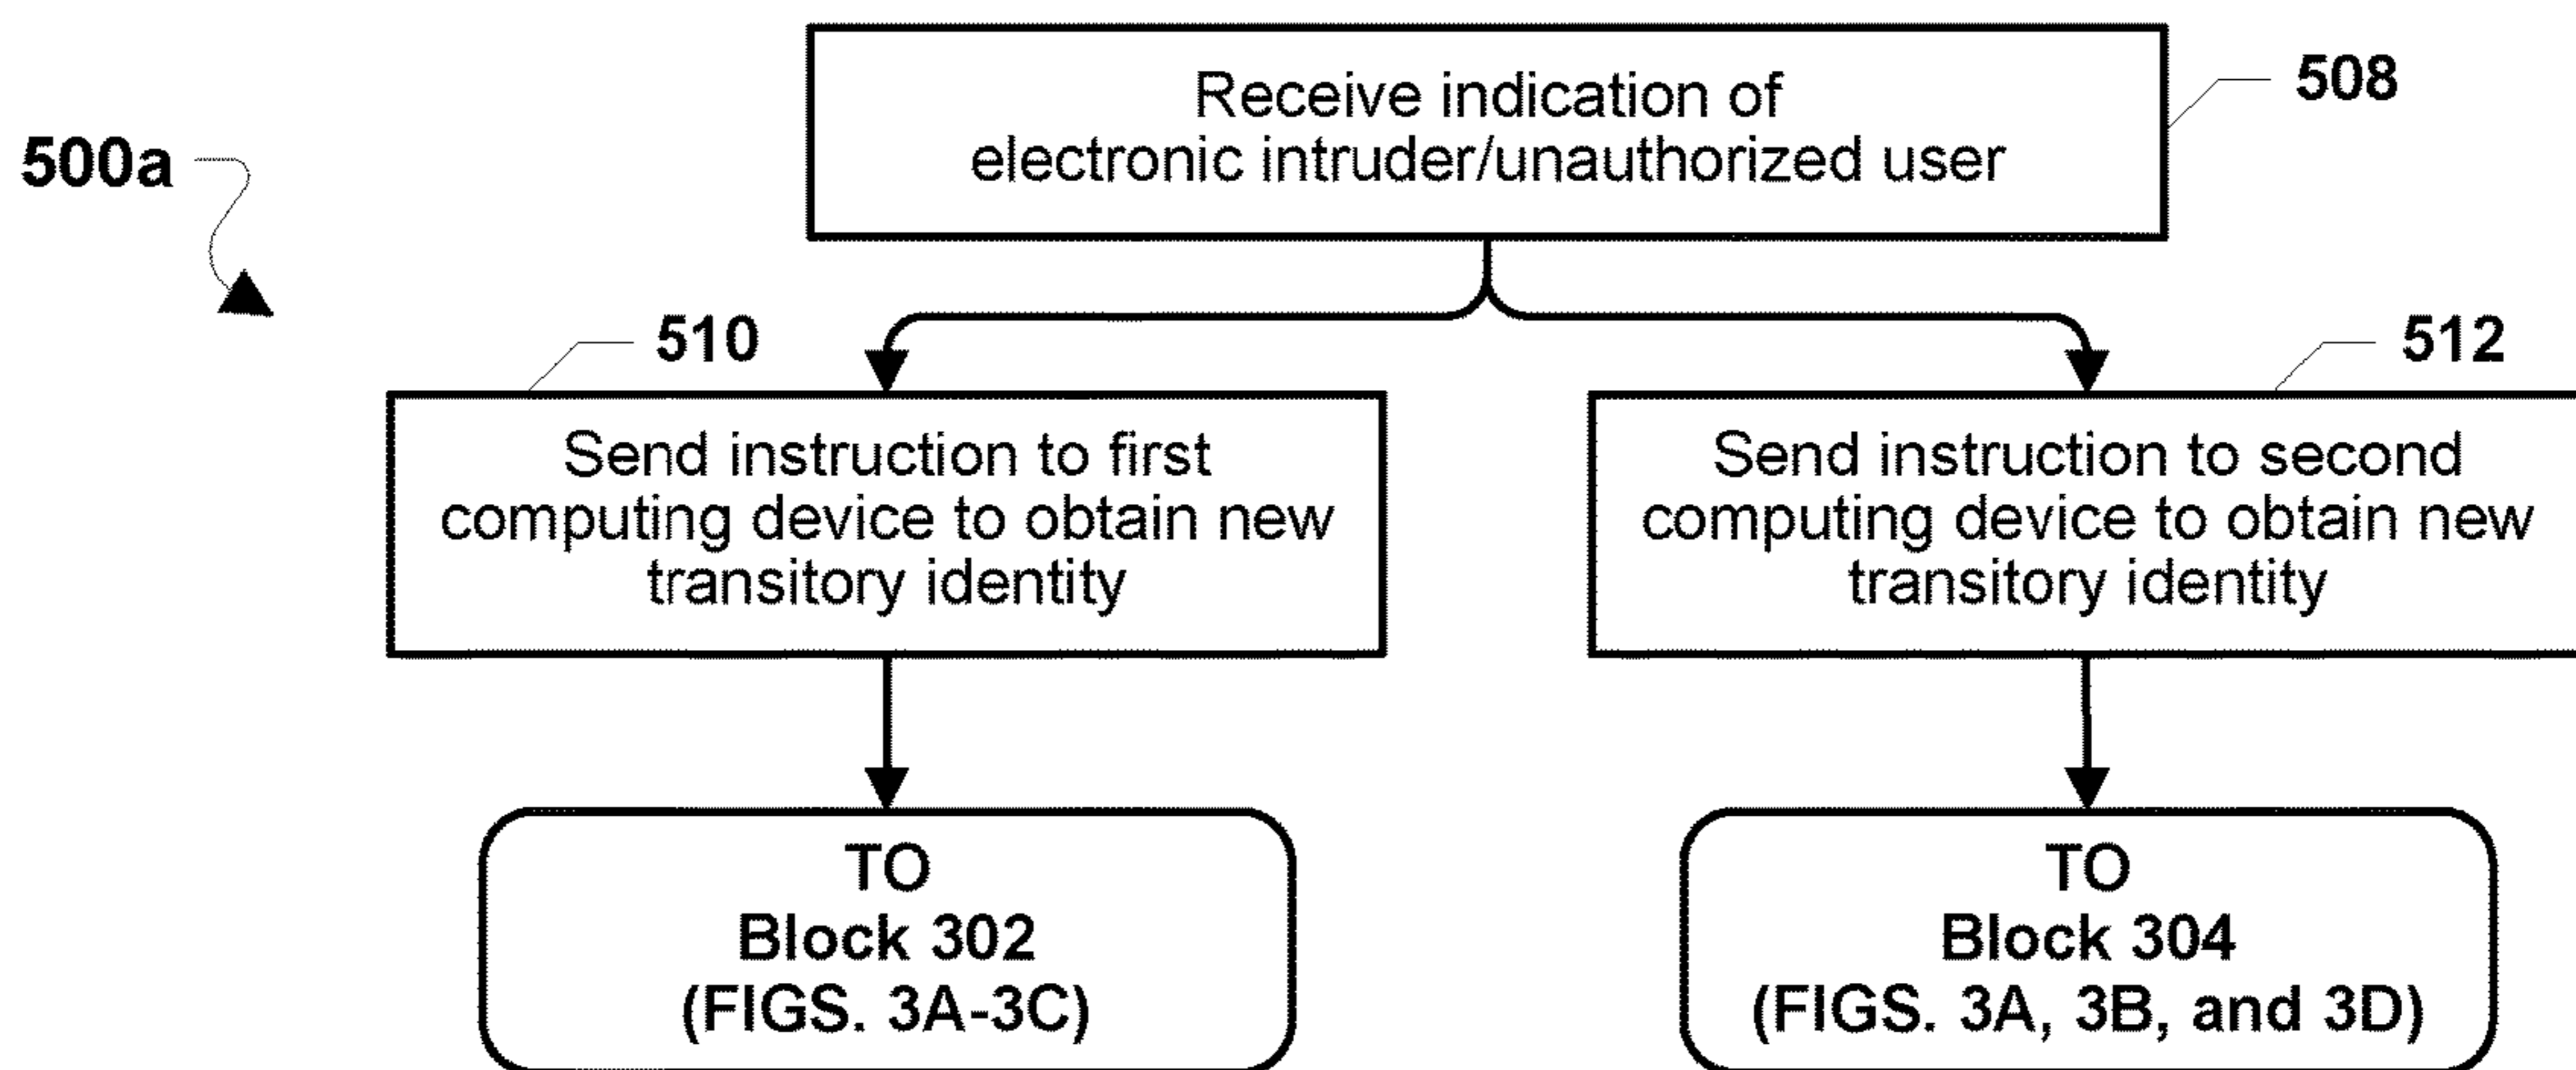 Receive indication of
electronic intruder/unauthorized user
508
500a
510
Send instruction to first
computing device to obtain new
transitory identity
512
Send instruction to second
computing device to obtain new
transitory identity
TO
Block 302
(FIGS. 3A-3C)
TO
Block 304
(FIGS. 3A, 3B, and 3D)